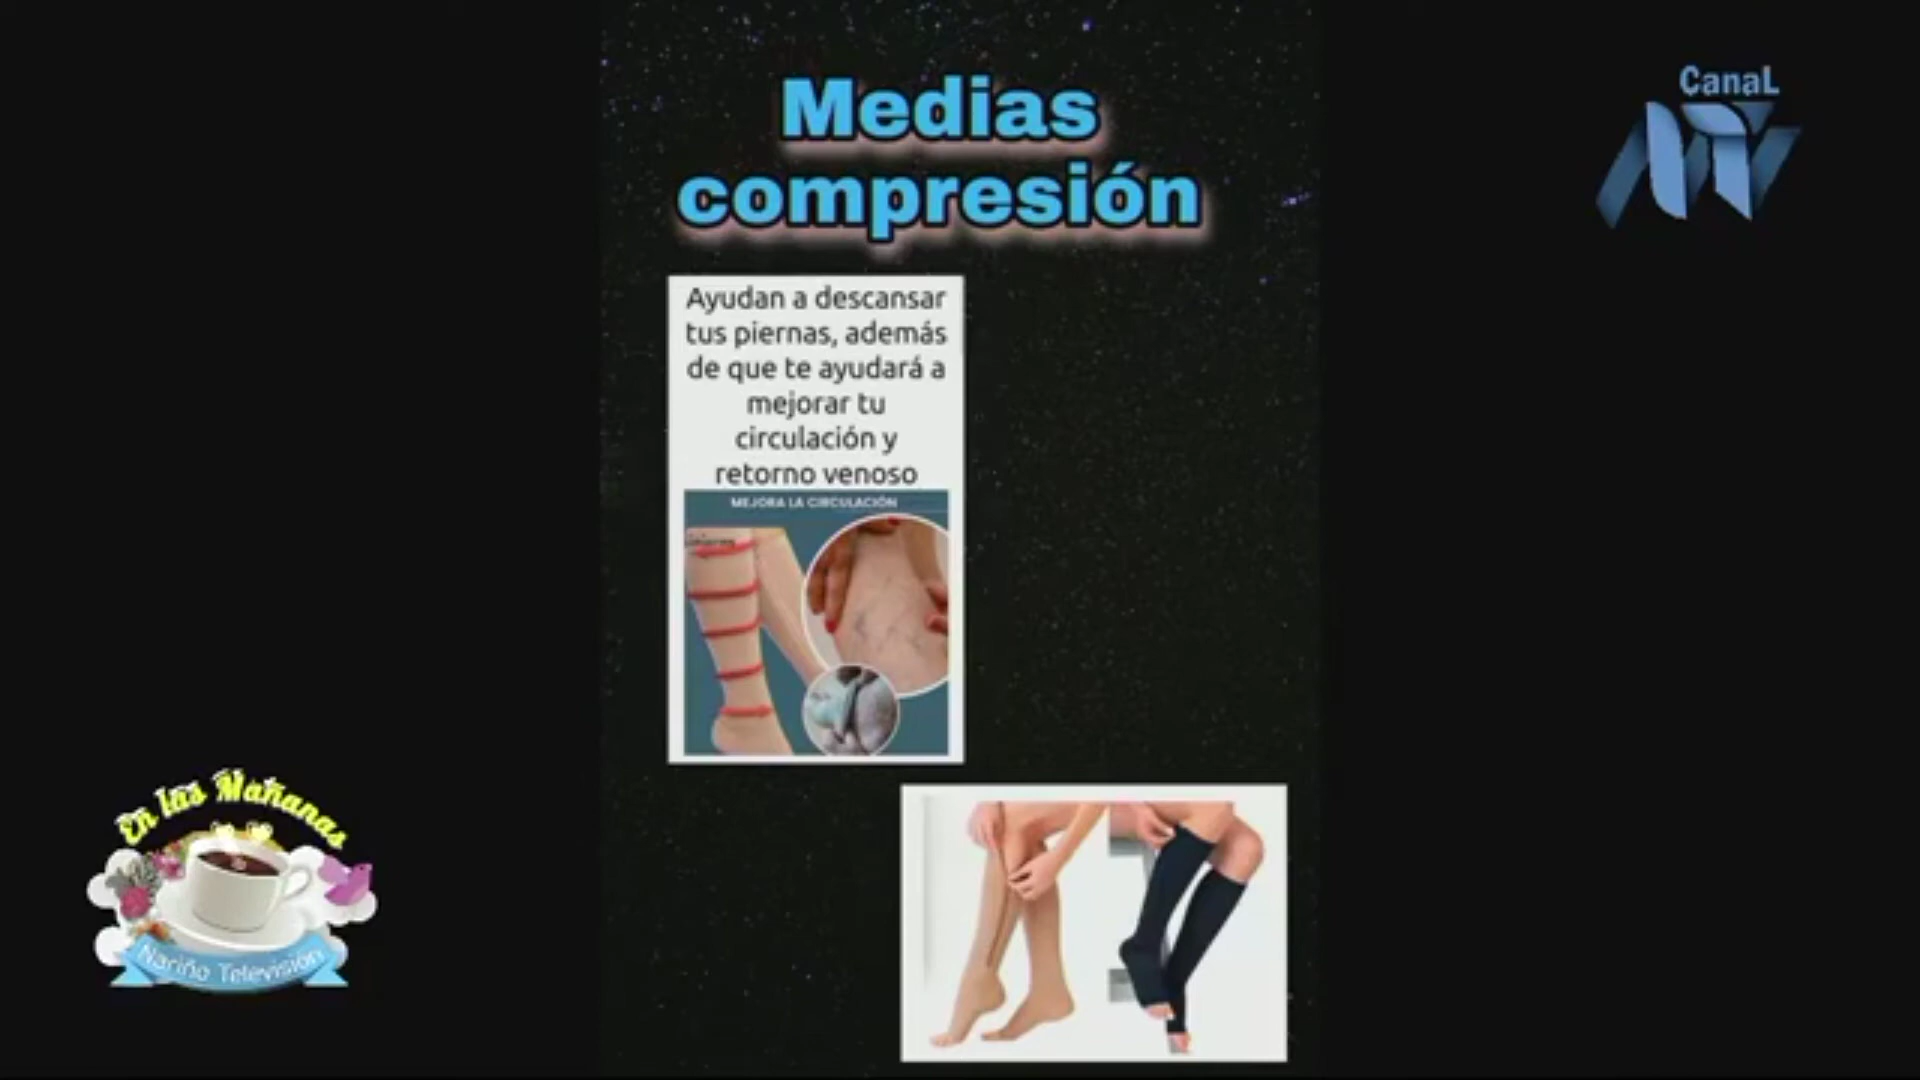 Medias
compresión
CanaL
NTV
Ayudan a descansar
tus piernas, además
de que te ayudará a
mejorar tu
circulación y
retorno venoso
MEJORA LA CIRCULACIÓN
En las Mañanas
Nariño Televisión